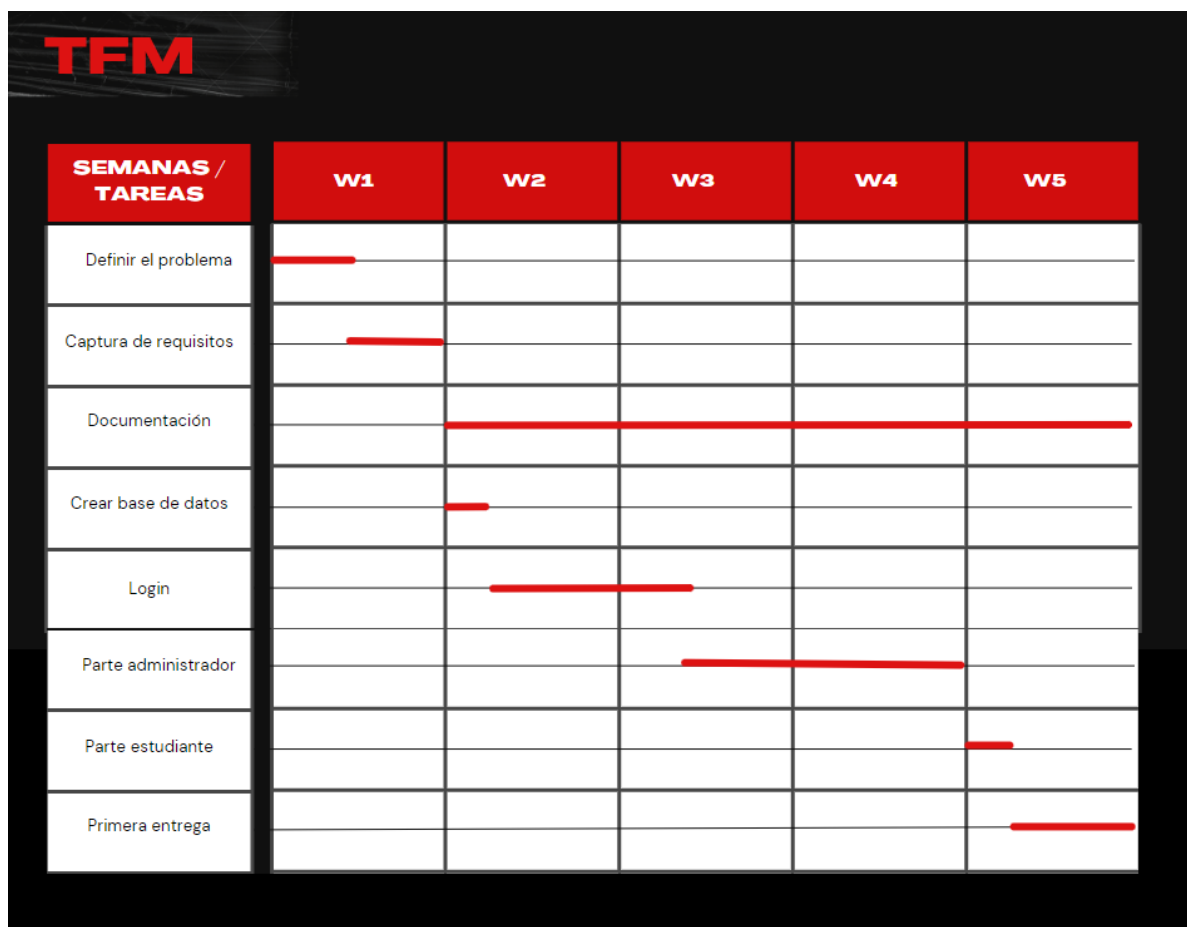 TFM
SEMANAS /
TAREAS
W1
W2
W3
W4
W5
Definir el problema
Captura de requisitos
Documentación
Crear base de datos
Login
Parte administrador
Parte estudiante
Primera entrega